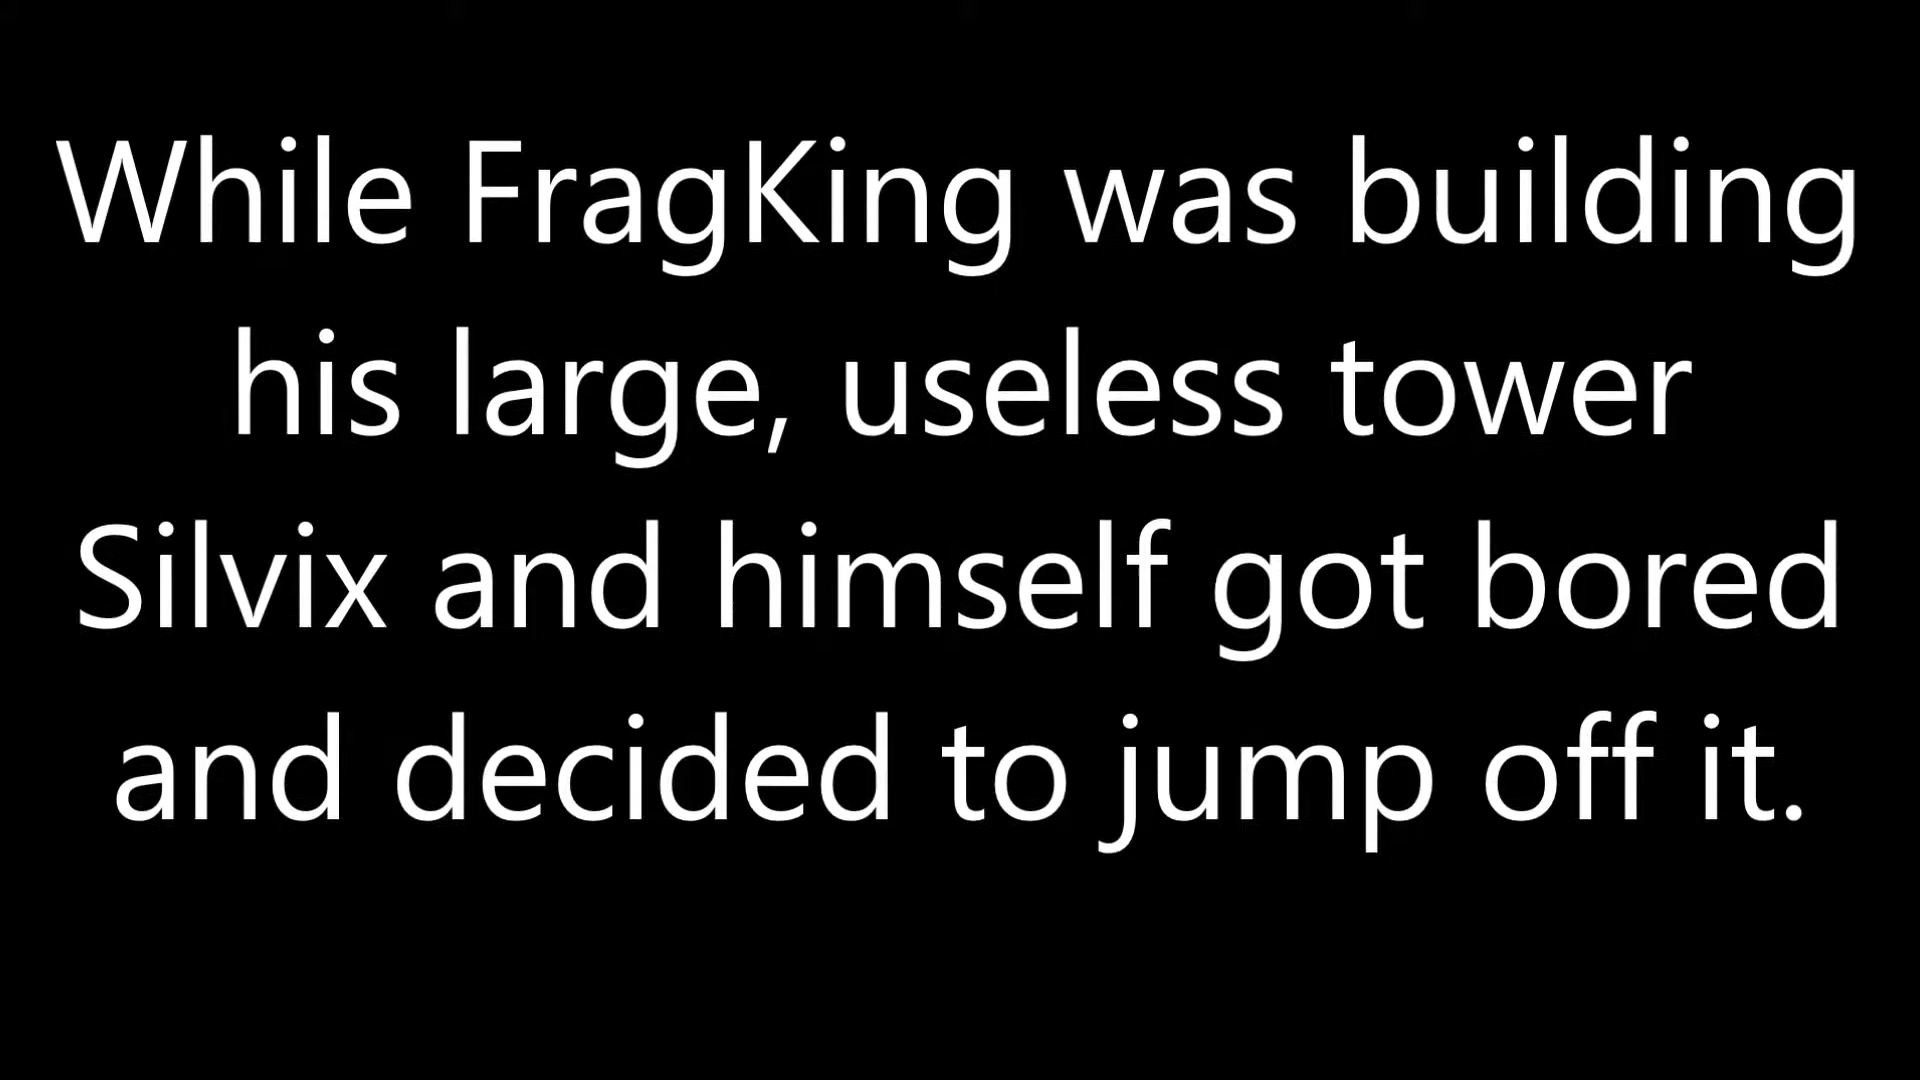 While FragKing was building
his large, useless tower
Silvix and himself got bored
and decided to jump off it.